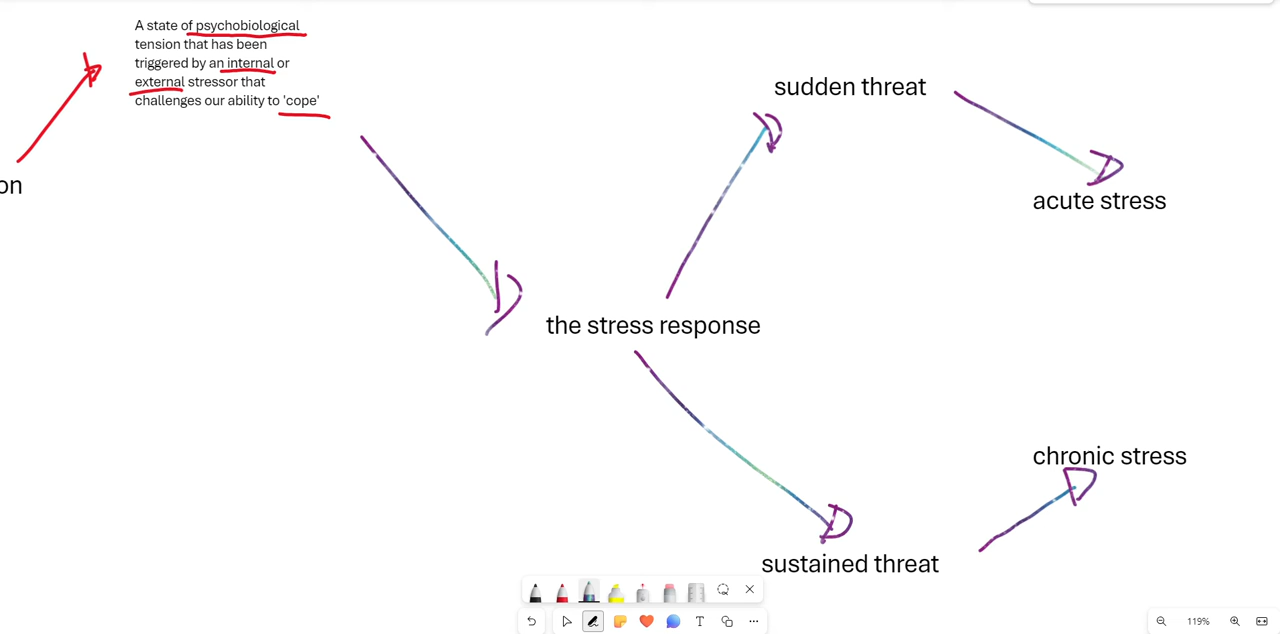 A state of psychobiological
tension that has been
triggered by an internal or
external stressor that
challenges our ability to 'cope'
on
sudden threat
acute stress
the stress response
chronic stress
sustained threat
119%